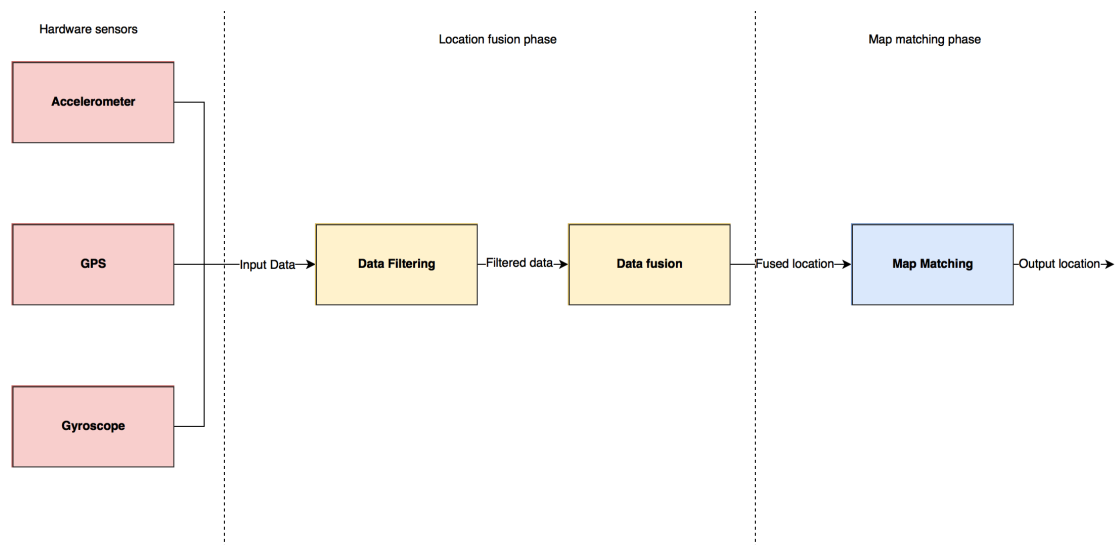 Hardware sensors
Location fusion phase
Map matching phase
Accelerometer
GPS
Gyroscope
Input Data
Data Filtering
Filtered data
Data fusion
Fused location
Map Matching
Output location